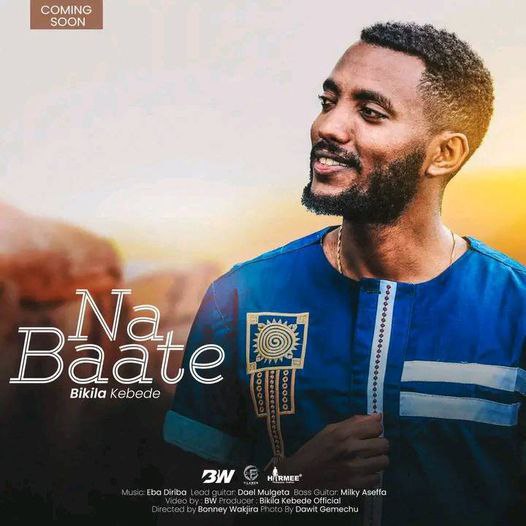 COMING
SOON
Na
Baate
Bikila Kebede
BW
HIRMEE
Music: Eba Diriba Lead guitar: Dael Mulgeta Bass Guitar: Milky Aseffa
Video by : BW Producer : Bikila Kebede Official
Directed by Bonney Wakjira Photo By Dawit Gemechu